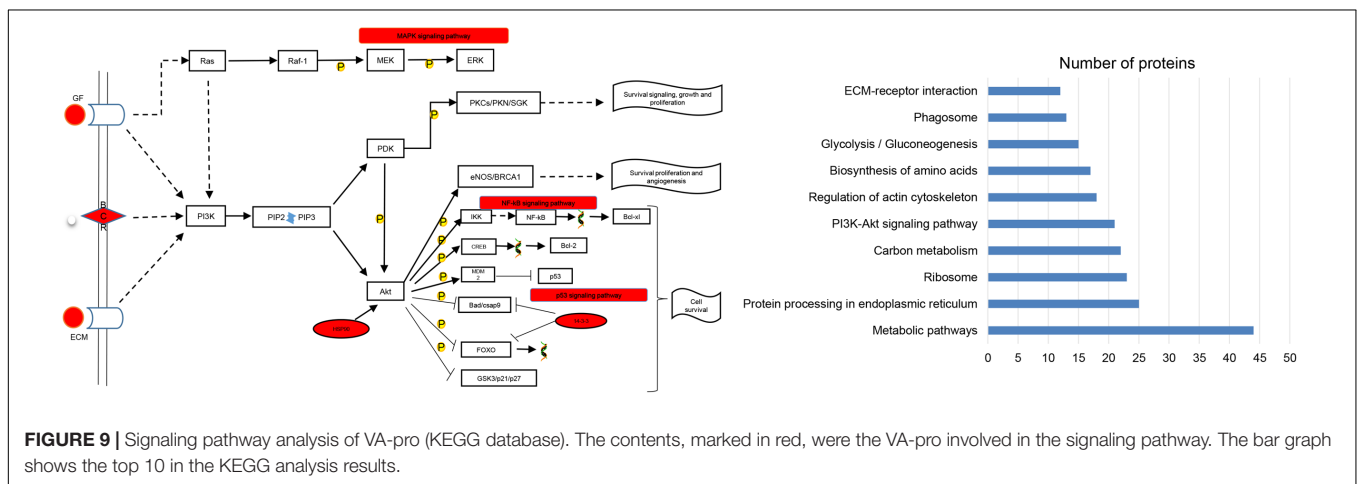 MAPK signaling pathway
Ras
Raf-1
MEK
ERK
P
P
GF
PKCs/PKN/SGK
Survival signaling, growth and
proliferation
P
PDK
eNOS/BRCA1
Survival proliferation and
angiogenesis
B
C
R
PI3K
PIP2
PIP3
P
NF-kB signaling pathway
P
IKK
NF-kB
Bcl-xl
P
CREB
Bcl-2
P
MDM
2
p53
P
Akt
P
Bad/csap9
p53 signaling pathway
Cell
survival
HSP90
14-3-3
P
ECM
P
FOXO
GSK3/p21/p27
Number of proteins
ECM-receptor interaction
Phagosome
Glycolysis / Gluconeogenesis
Biosynthesis of amino acids
Regulation of actin cytoskeleton
PI3K-Akt signaling pathway
Carbon metabolism
Ribosome
Protein processing in endoplasmic reticulum
Metabolic pathways
0 5 10 15 20 25 30 35 40 45 50
FIGURE 9 | Signaling pathway analysis of VA-pro (KEGG database). The contents, marked in red, were the VA-pro involved in the signaling pathway. The bar graph
shows the top 10 in the KEGG analysis results.